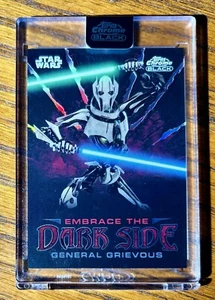 Topps Chrome
BLACK
STAR
WARS
Topps Chrome
BLACK
EMBRACE THE
DARK SIDE
GENERAL GRIEVOUS